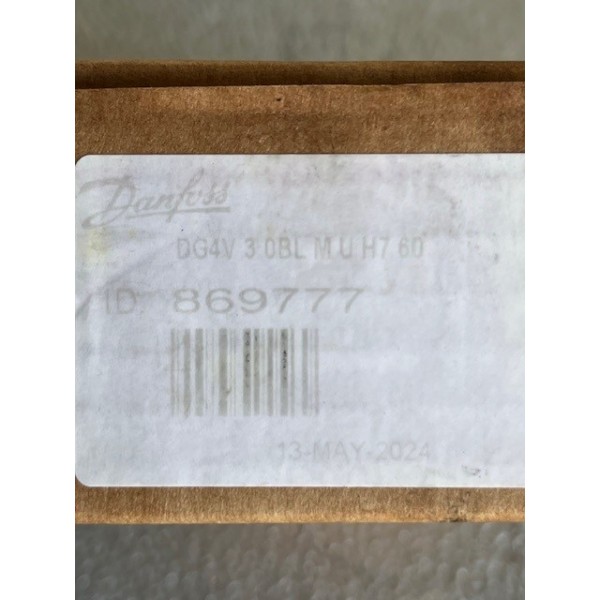 Danfoss
DG4V 3 0BL M U H7 60
ID 869777
13-MAY-2024